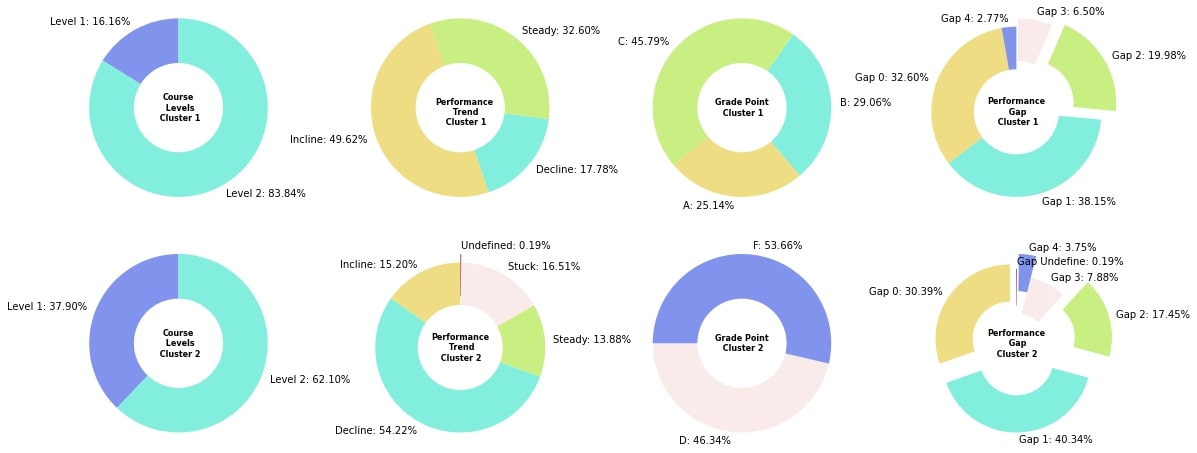 Level 1: 16.16%
Course
Levels
Cluster 1
Level 2: 83.84%
Steady: 32.60%
Performance
Trend
Cluster 1
Incline: 49.62%
Decline: 17.78%
C: 45.79%
Grade Point
Cluster 1
B: 29.06%
A: 25.14%
Gap 3: 6.50%
Gap 4: 2.77%
Gap 2: 19.98%
Gap 0: 32.60%
Performance
Gap
Cluster 1
Gap 1: 38.15%
Level 1: 37.90%
Course
Levels
Cluster 2
Level 2: 62.10%
Undefined: 0.19%
Incline: 15.20%
Stuck: 16.51%
Performance
Trend
Cluster 2
Steady: 13.88%
Decline: 54.22%
F: 53.66%
Grade Point
Cluster 2
D: 46.34%
Gap 4: 3.75%
Gap Undefine: 0.19%
Gap 3: 7.88%
Gap 0: 30.39%
Gap 2: 17.45%
Performance
Gap
Cluster 2
Gap 1: 40.34%